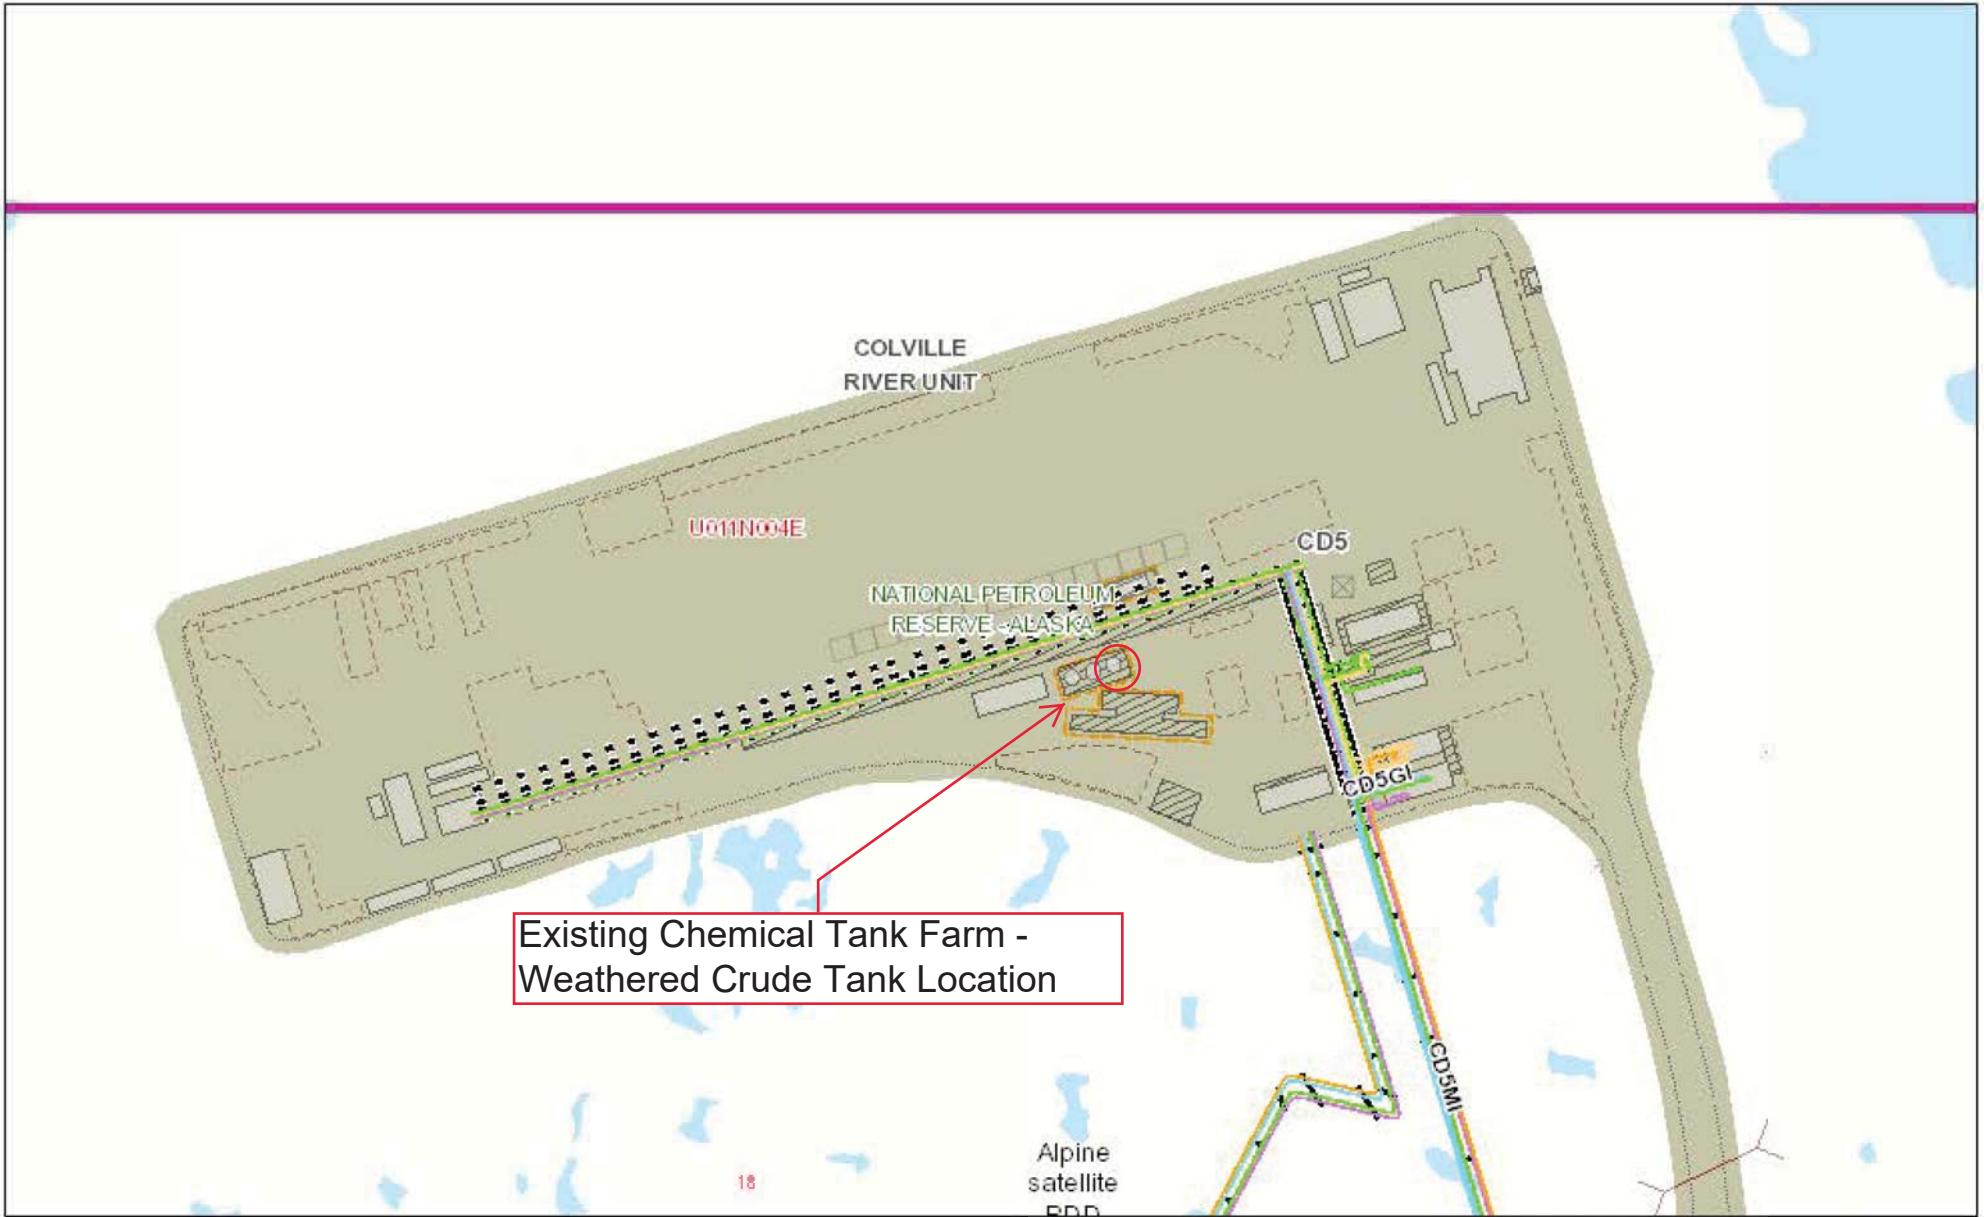 COLVILLE
RIVER UNIT
U011N004E
CD5
NATIONAL PETROLEUM
RESERVE - ALASKA
CD5GI
Existing Chemical Tank Farm -
Weathered Crude Tank Location
CD5MI
Alpine
satellite
18